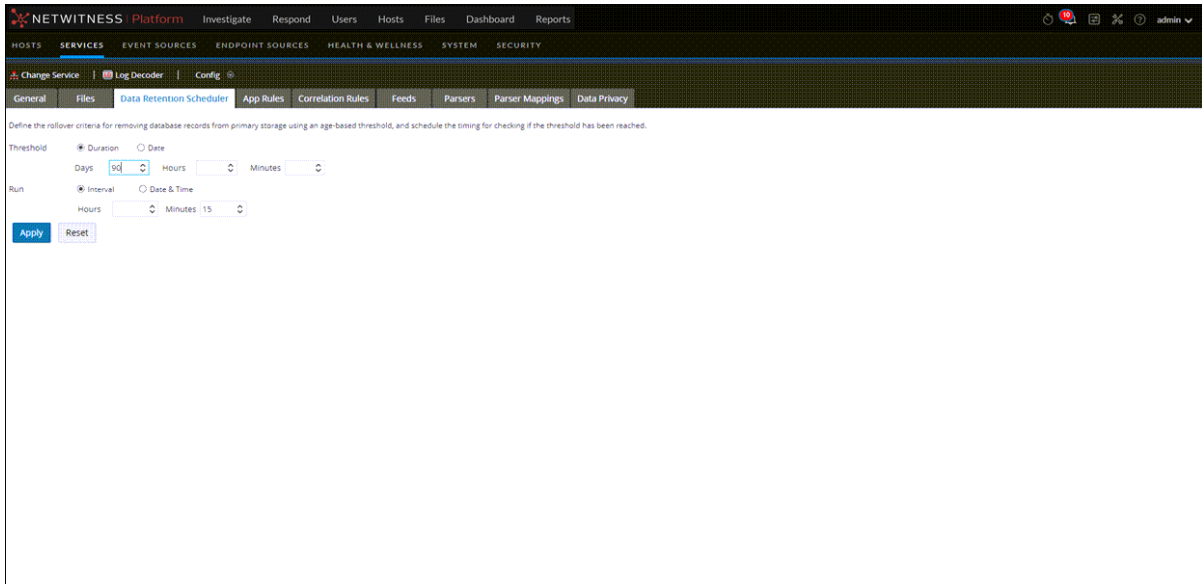 NETWITNESS Platform Investigate Respond Users Hosts Files Dashboard Reports 10 admin
HOSTS SERVICES EVENT SOURCES ENDPOINT SOURCES HEALTH & WELLNESS SYSTEM SECURITY
Change Service | Log Decoder | Config
General Files Data Retention Scheduler App Rules Correlation Rules Feeds Parsers Parser Mappings Data Privacy
Define the rollover criteria for removing database records from primary storage using an age-based threshold, and schedule the timing for checking if the threshold has been reached.
Threshold Duration Date
Days 90 Hours Minutes
Run Interval Date & Time
Hours Minutes 15
Apply Reset